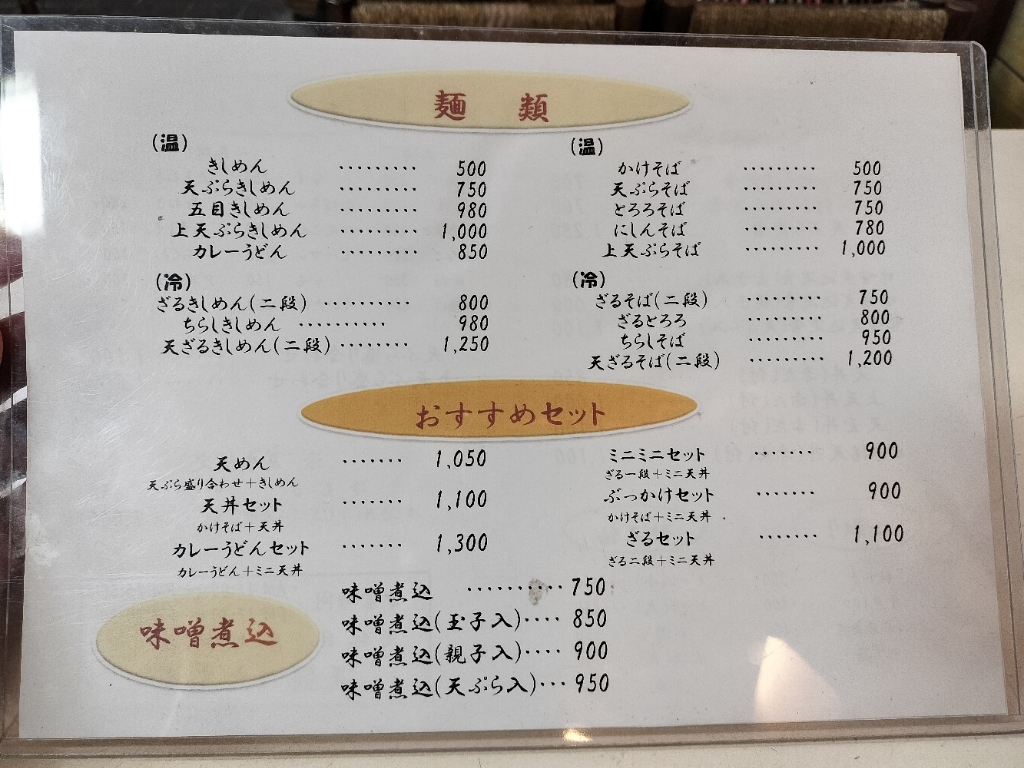 麺 類
(温)
きしめん ········· 500
天ぷらきしめん ········· 750
五目きしめん ········· 980
上天ぷらきしめん ········· 1,000
カレーうどん ········· 850
(冷)
ざるきしめん(二段) ·········· 800
ちらしきしめん ·········· 980
天ざるきしめん(二段) ········ 1,250
(温)
かけそば ········· 500
天ぷらそば ········· 750
とろろそば ········· 750
にしんそば ········· 780
上天ぷらそば ········· 1,000
(冷)
ざるそば(二段) ········· 750
ざるとろろ ········· 800
ちらしそば ········· 950
天ざるそば(二段) ········· 1,200
おすすめセット
天めん ······· 1,050
天ぷら盛り合わせ+きしめん
天丼セット ······· 1,100
かけそば+天丼
カレーうどんセット ······· 1,300
カレーうどん+ミニ天丼
ミニミニセット ······· 900
ざる一段+ミニ天丼
ぶっかけセット ······· 900
かけそば+ミニ天丼
ざるセット ······· 1,100
ざる二段+ミニ天丼
味噌煮込
味噌煮込 ·········· 750
味噌煮込(玉子入)···· 850
味噌煮込(親子入)···· 900
味噌煮込(天ぷら入)··· 950